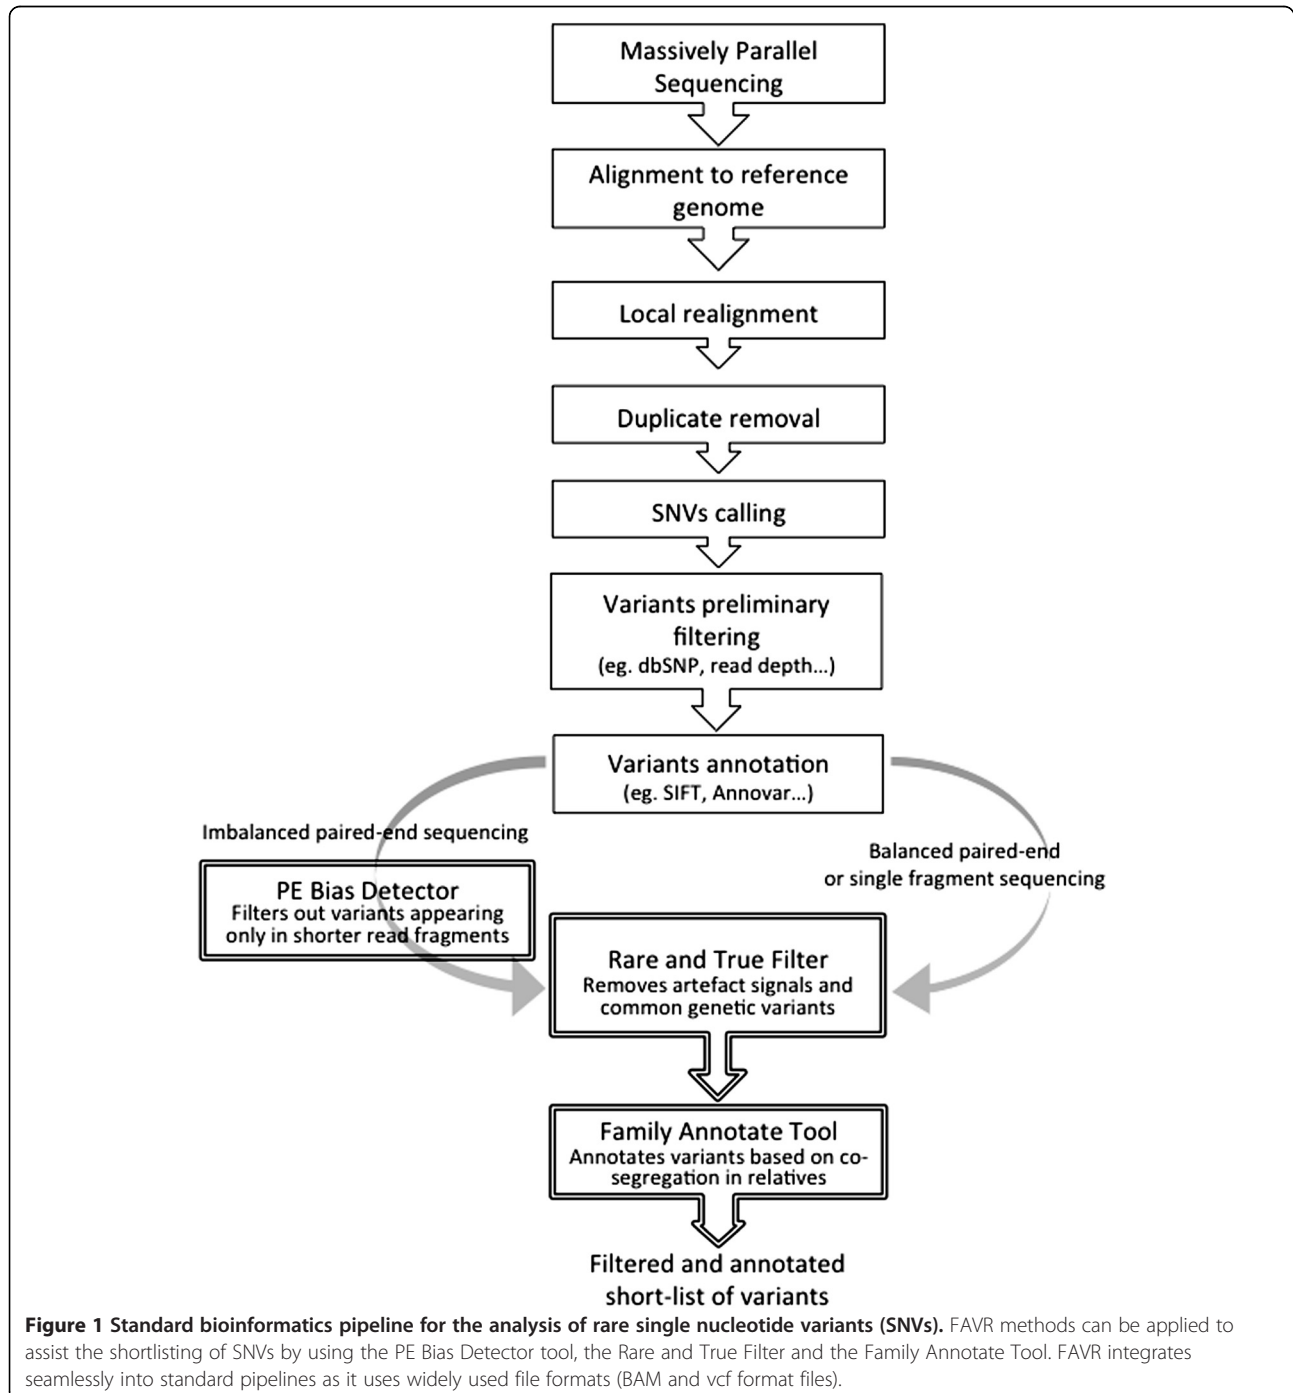 Massively Parallel
Sequencing
Alignment to reference
genome
Local realignment
Duplicate removal
SNVs calling
Variants preliminary
filtering
(eg. dbSNP, read depth...)
Variants annotation
(eg. SIFT, Annovar...)
Imbalanced paired-end sequencing
PE Bias Detector
Filters out variants appearing
only in shorter read fragments
Balanced paired-end
or single fragment sequencing
Rare and True Filter
Removes artefact signals and
common genetic variants
Family Annotate Tool
Annotates variants based on co-
segregation in relatives
Filtered and annotated
short-list of variants
Figure 1 Standard bioinformatics pipeline for the analysis of rare single nucleotide variants (SNVs). FAVR methods can be applied to
assist the shortlisting of SNVs by using the PE Bias Detector tool, the Rare and True Filter and the Family Annotate Tool. FAVR integrates
seamlessly into standard pipelines as it uses widely used file formats (BAM and vcf format files).